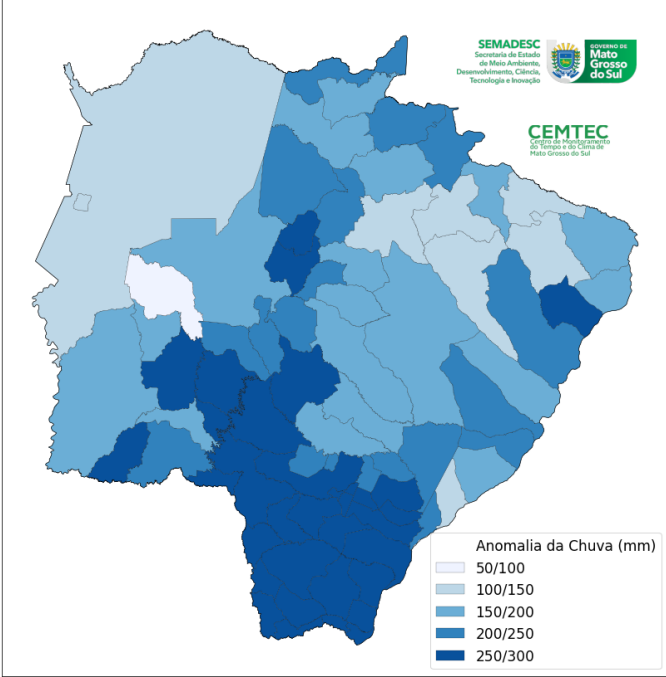 SEMADESC
Secretaria de Estado
de Meio Ambiente,
Desenvolvimento, Ciência,
Tecnologia e Inovação
GOVERNO DE
Mato
Grosso
do Sul
CEMTEC
Centro de Monitoramento
do Tempo e do Clima de
Mato Grosso do Sul
Anomalia da Chuva (mm)
50/100
100/150
150/200
200/250
250/300